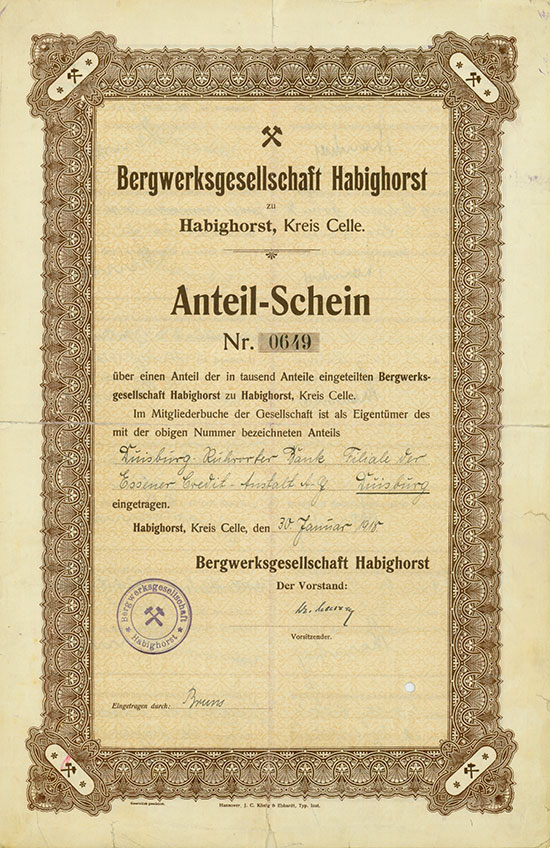 Bergwerksgesellschaft Habighorst
zu
Habighorst, Kreis Celle.
Anteil-Schein
Nr. 0649
über einen Anteil der in tausend Anteile eingeteilten Bergwerks-
gesellschaft Habighorst zu Habighorst, Kreis Celle.
Im Mitgliederbuche der Gesellschaft ist als Eigentümer des
mit der obigen Nummer bezeichneten Anteils
Duisburg-Ruhrorter Bank Filiale der
Essener Credit-Anstalt A-G Duisburg
eingetragen.
Habighorst, Kreis Celle, den 30 Januar 1918
Bergwerksgesellschaft Habighorst
Der Vorstand:
Vorsitzender.
Bergwerksgesellschaft
Habighorst
Eingetragen durch: Bruns
Hannover, J. C. König & Ebhardt, Typ. Inst.